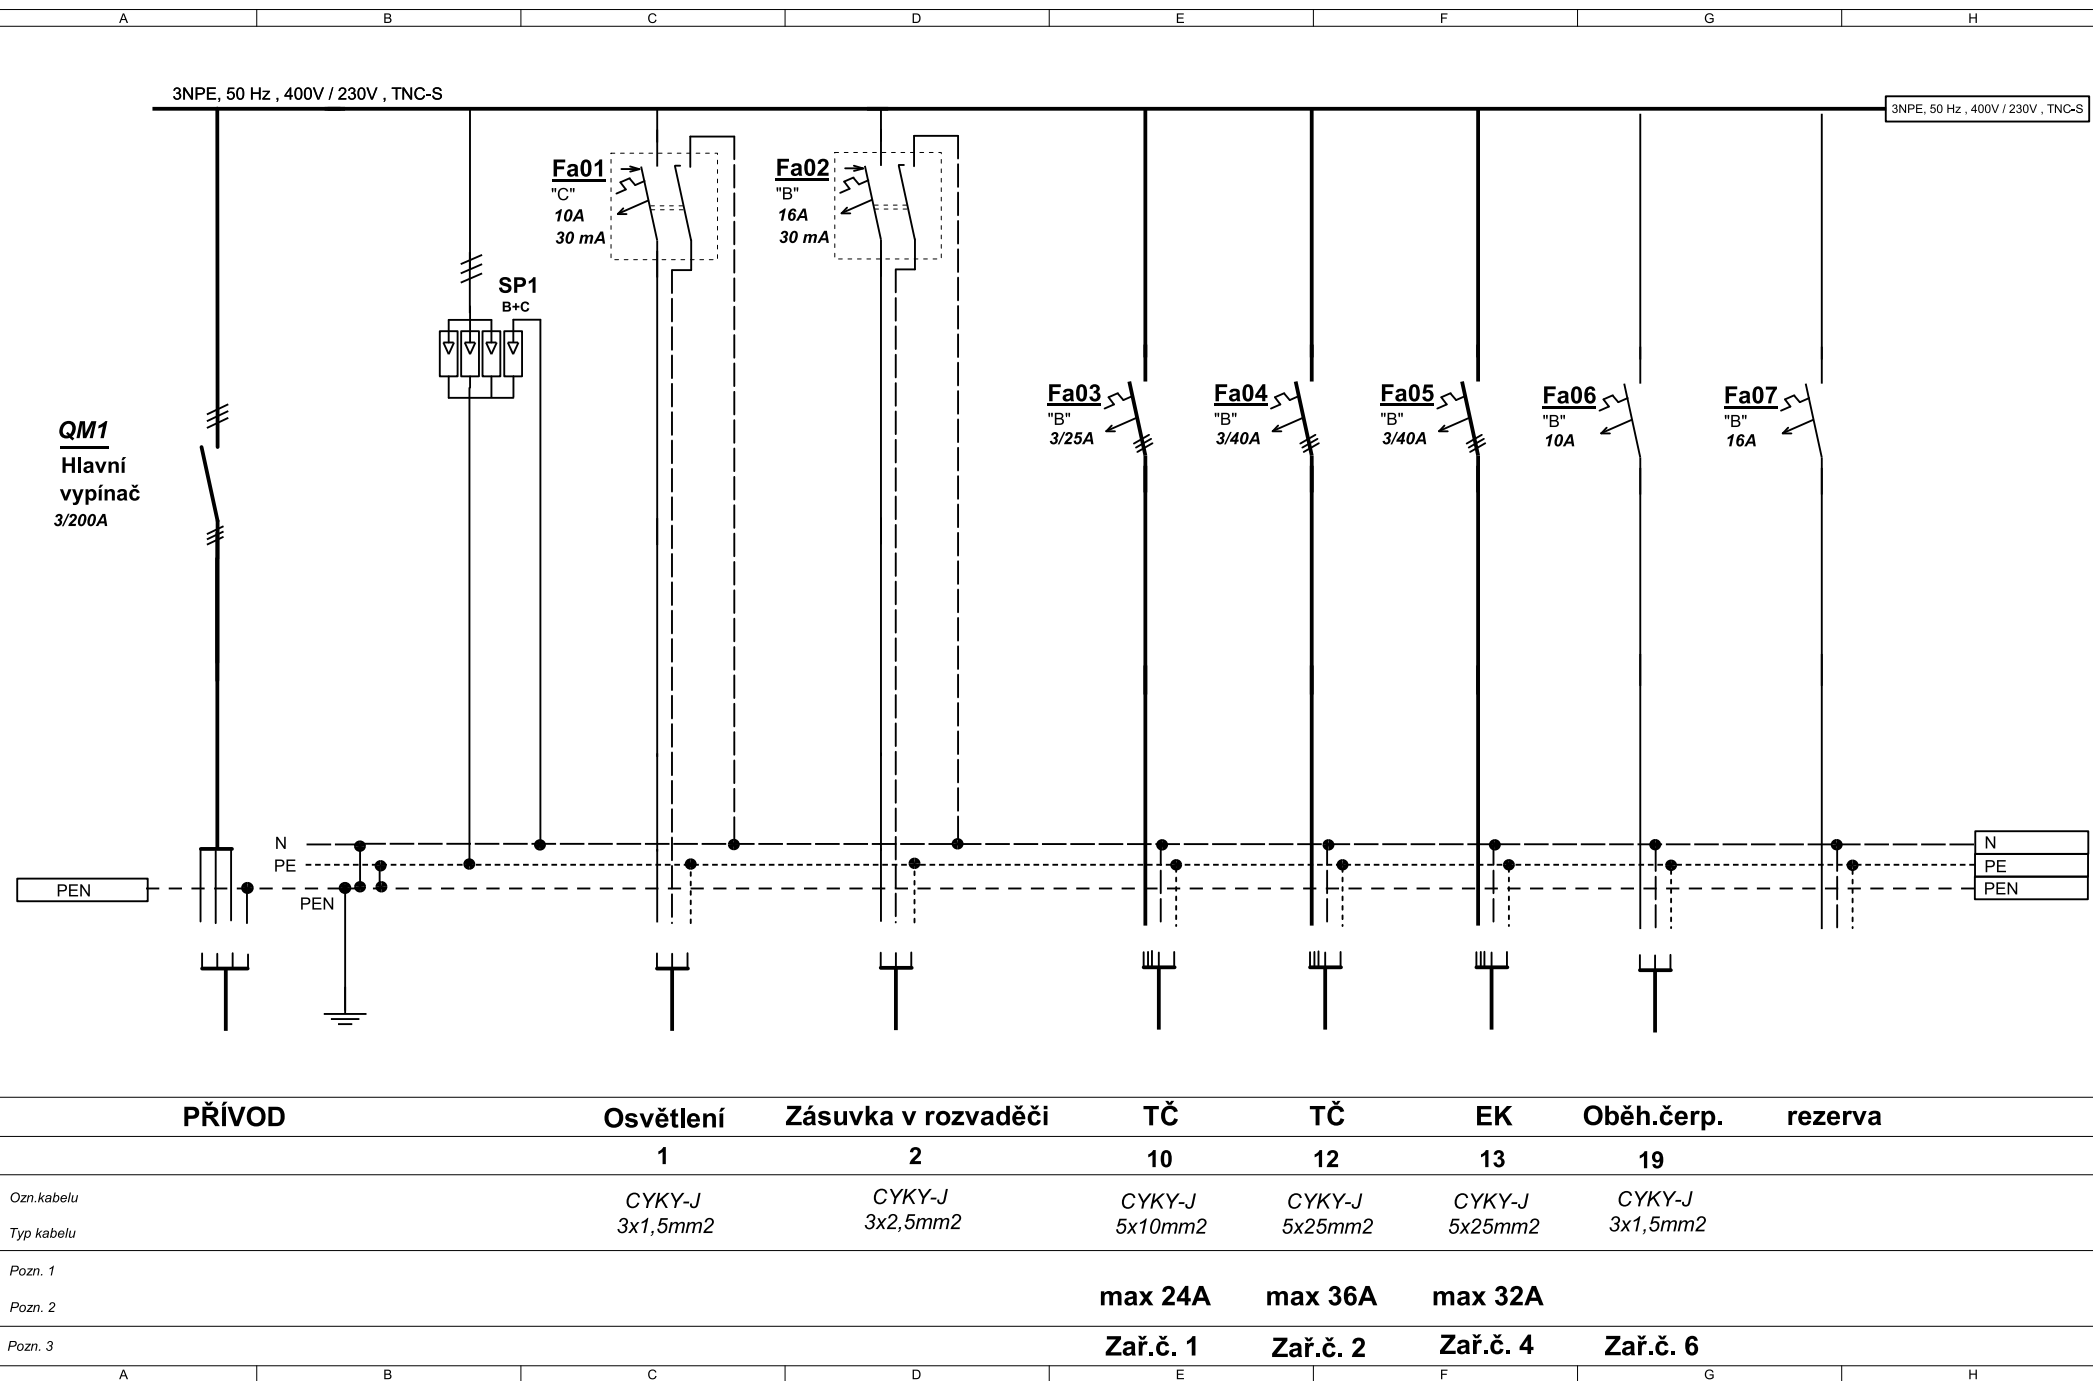 A B C D E F G H
3NPE, 50 Hz , 400V / 230V , TNC-S
3NPE, 50 Hz , 400V / 230V , TNC-S
Fa01
"C"
10A
30 mA
Fa02
"B"
16A
30 mA
SP1
B+C
QM1
Hlavní
vypínač
3/200A
Fa03
"B"
3/25A
Fa04
"B"
3/40A
Fa05
"B"
3/40A
Fa06
"B"
10A
Fa07
"B"
16A
N
PE
PEN
PEN
N
PE
PEN
PŘÍVOD Osvětlení Zásuvka v rozvaděči TČ TČ EK Oběh.čerp. rezerva
1 2 10 12 13 19
Ozn.kabelu CYKY-J CYKY-J CYKY-J CYKY-J CYKY-J CYKY-J
Typ kabelu 3x1,5mm2 3x2,5mm2 5x10mm2 5x25mm2 5x25mm2 3x1,5mm2
Pozn. 1
Pozn. 2 max 24A max 36A max 32A
Pozn. 3 Zař.č. 1 Zař.č. 2 Zař.č. 4 Zař.č. 6
A B C D E F G H